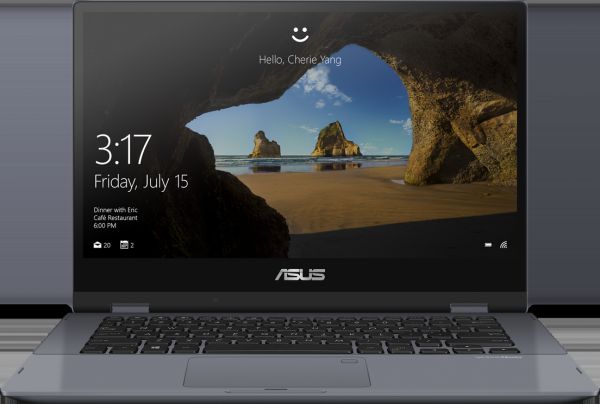 Hello, Cherie Yang
3:17
Friday, July 15
Dinner with Eric
Café Restaurant
6:00 PM
20
2
ASUS